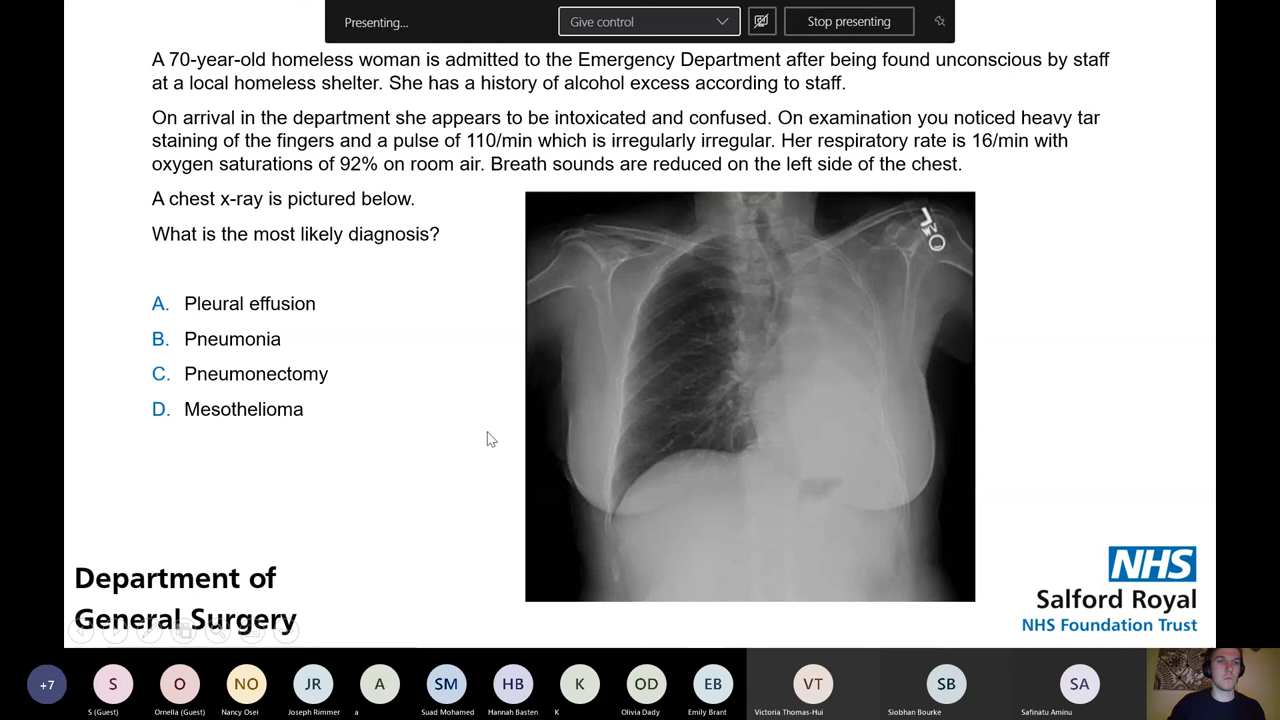 Presenting...
Give control
Stop presenting
A 70-year-old homeless woman is admitted to the Emergency Department after being found unconscious by staff
at a local homeless shelter. She has a history of alcohol excess according to staff.
On arrival in the department she appears to be intoxicated and confused. On examination you noticed heavy tar
staining of the fingers and a pulse of 110/min which is irregularly irregular. Her respiratory rate is 16/min with
oxygen saturations of 92% on room air. Breath sounds are reduced on the left side of the chest.
A chest x-ray is pictured below.
What is the most likely diagnosis?
A. Pleural effusion
B. Pneumonia
C. Pneumonectomy
D. Mesothelioma
L
WV
Department of
General Surgery
NHS
Salford Royal
NHS Foundation Trust
+7
S
O
NO
JR
A
SM
HB
K
OD
EB
VT
SB
SA
S (Guest)
Ornella (Guest)
Nancy Osei
Joseph Rimmer
a
Suad Mohamed
Hannah Basten
K
Olivia Dady
Emily Brant
Victoria Thomas-Hui
Siobhan Bourke
Safinatu Aminu